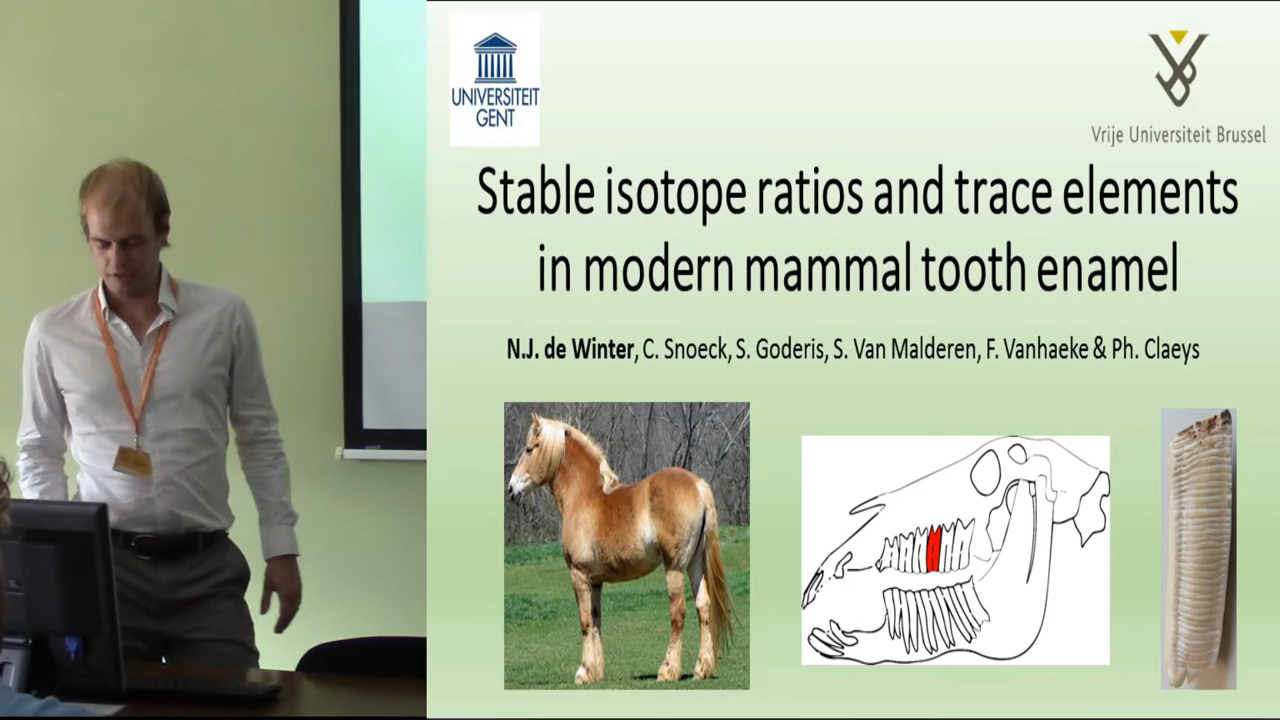 UNIVERSITEIT
GENT
Vrije Universiteit Brussel
Stable isotope ratios and trace elements
in modern mammal tooth enamel
N.J. de Winter, C. Snoeck, S. Goderis, S. Van Malderen, F. Vanhaeke & Ph. Claeys